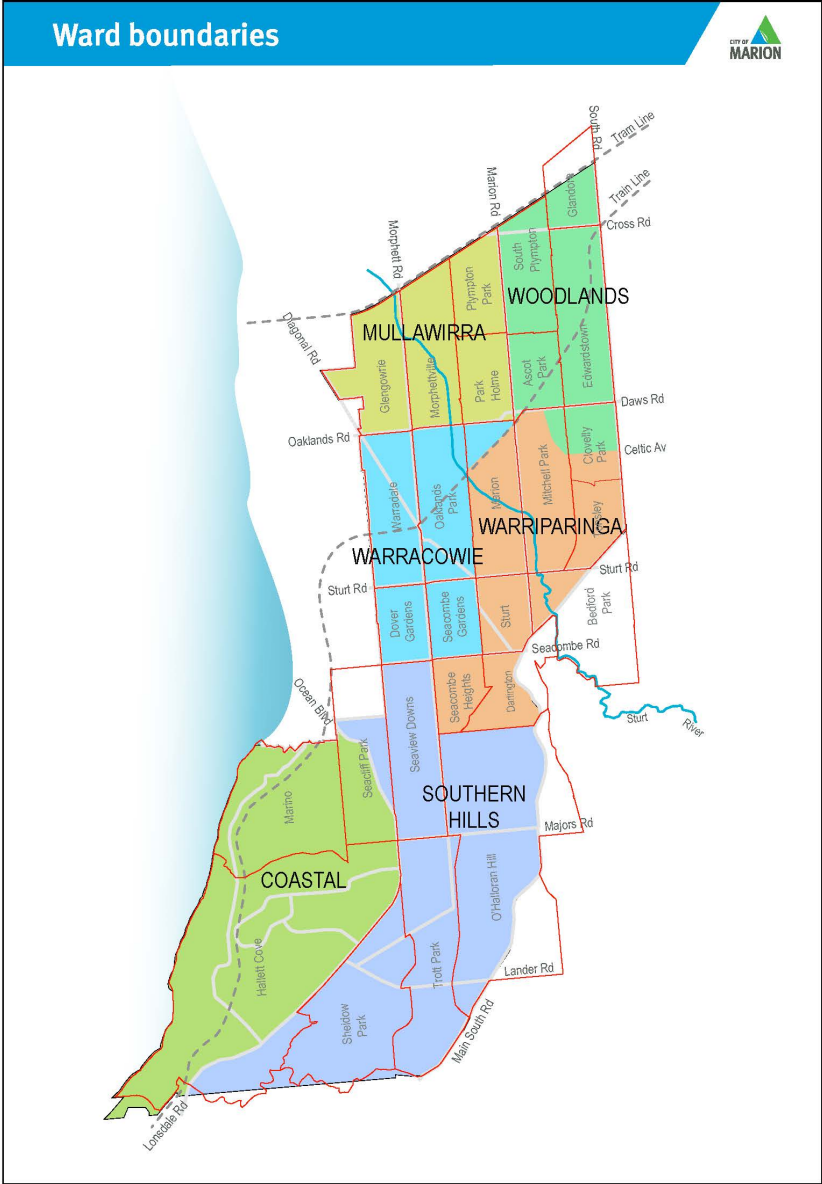 Ward boundaries
CITY OF
MARION
South Rd
Tram Line
Train Line
Marion Rd
Glandore
Cross Rd
Morphett Rd
South
Plympton
Plympton
Park
WOODLANDS
Diagonal Rd
MULLAWIRRA
Glengowrie
Morphettville
Park
Holme
Ascot
Park
Edwardstown
Daws Rd
Oaklands Rd
Clovelly
Park
Celtic Av
Warradale
Oaklands
Park
Marion
Mitchell Park
Tonsley
WARRIPARINGA
WARRACOWIE
Sturt Rd
Sturt Rd
Dover
Gardens
Seacombe
Gardens
Sturt
Bedford
Park
Seacombe Rd
Ocean Blvd
Seaview Downs
Seacombe
Heights
Darlington
Sturt
River
Seacliff Park
Marino
SOUTHERN
HILLS
Majors Rd
COASTAL
O'Halloran Hill
Hallett Cove
Trott Park
Lander Rd
Sheidow
Park
Main South Rd
Lonsdale Rd